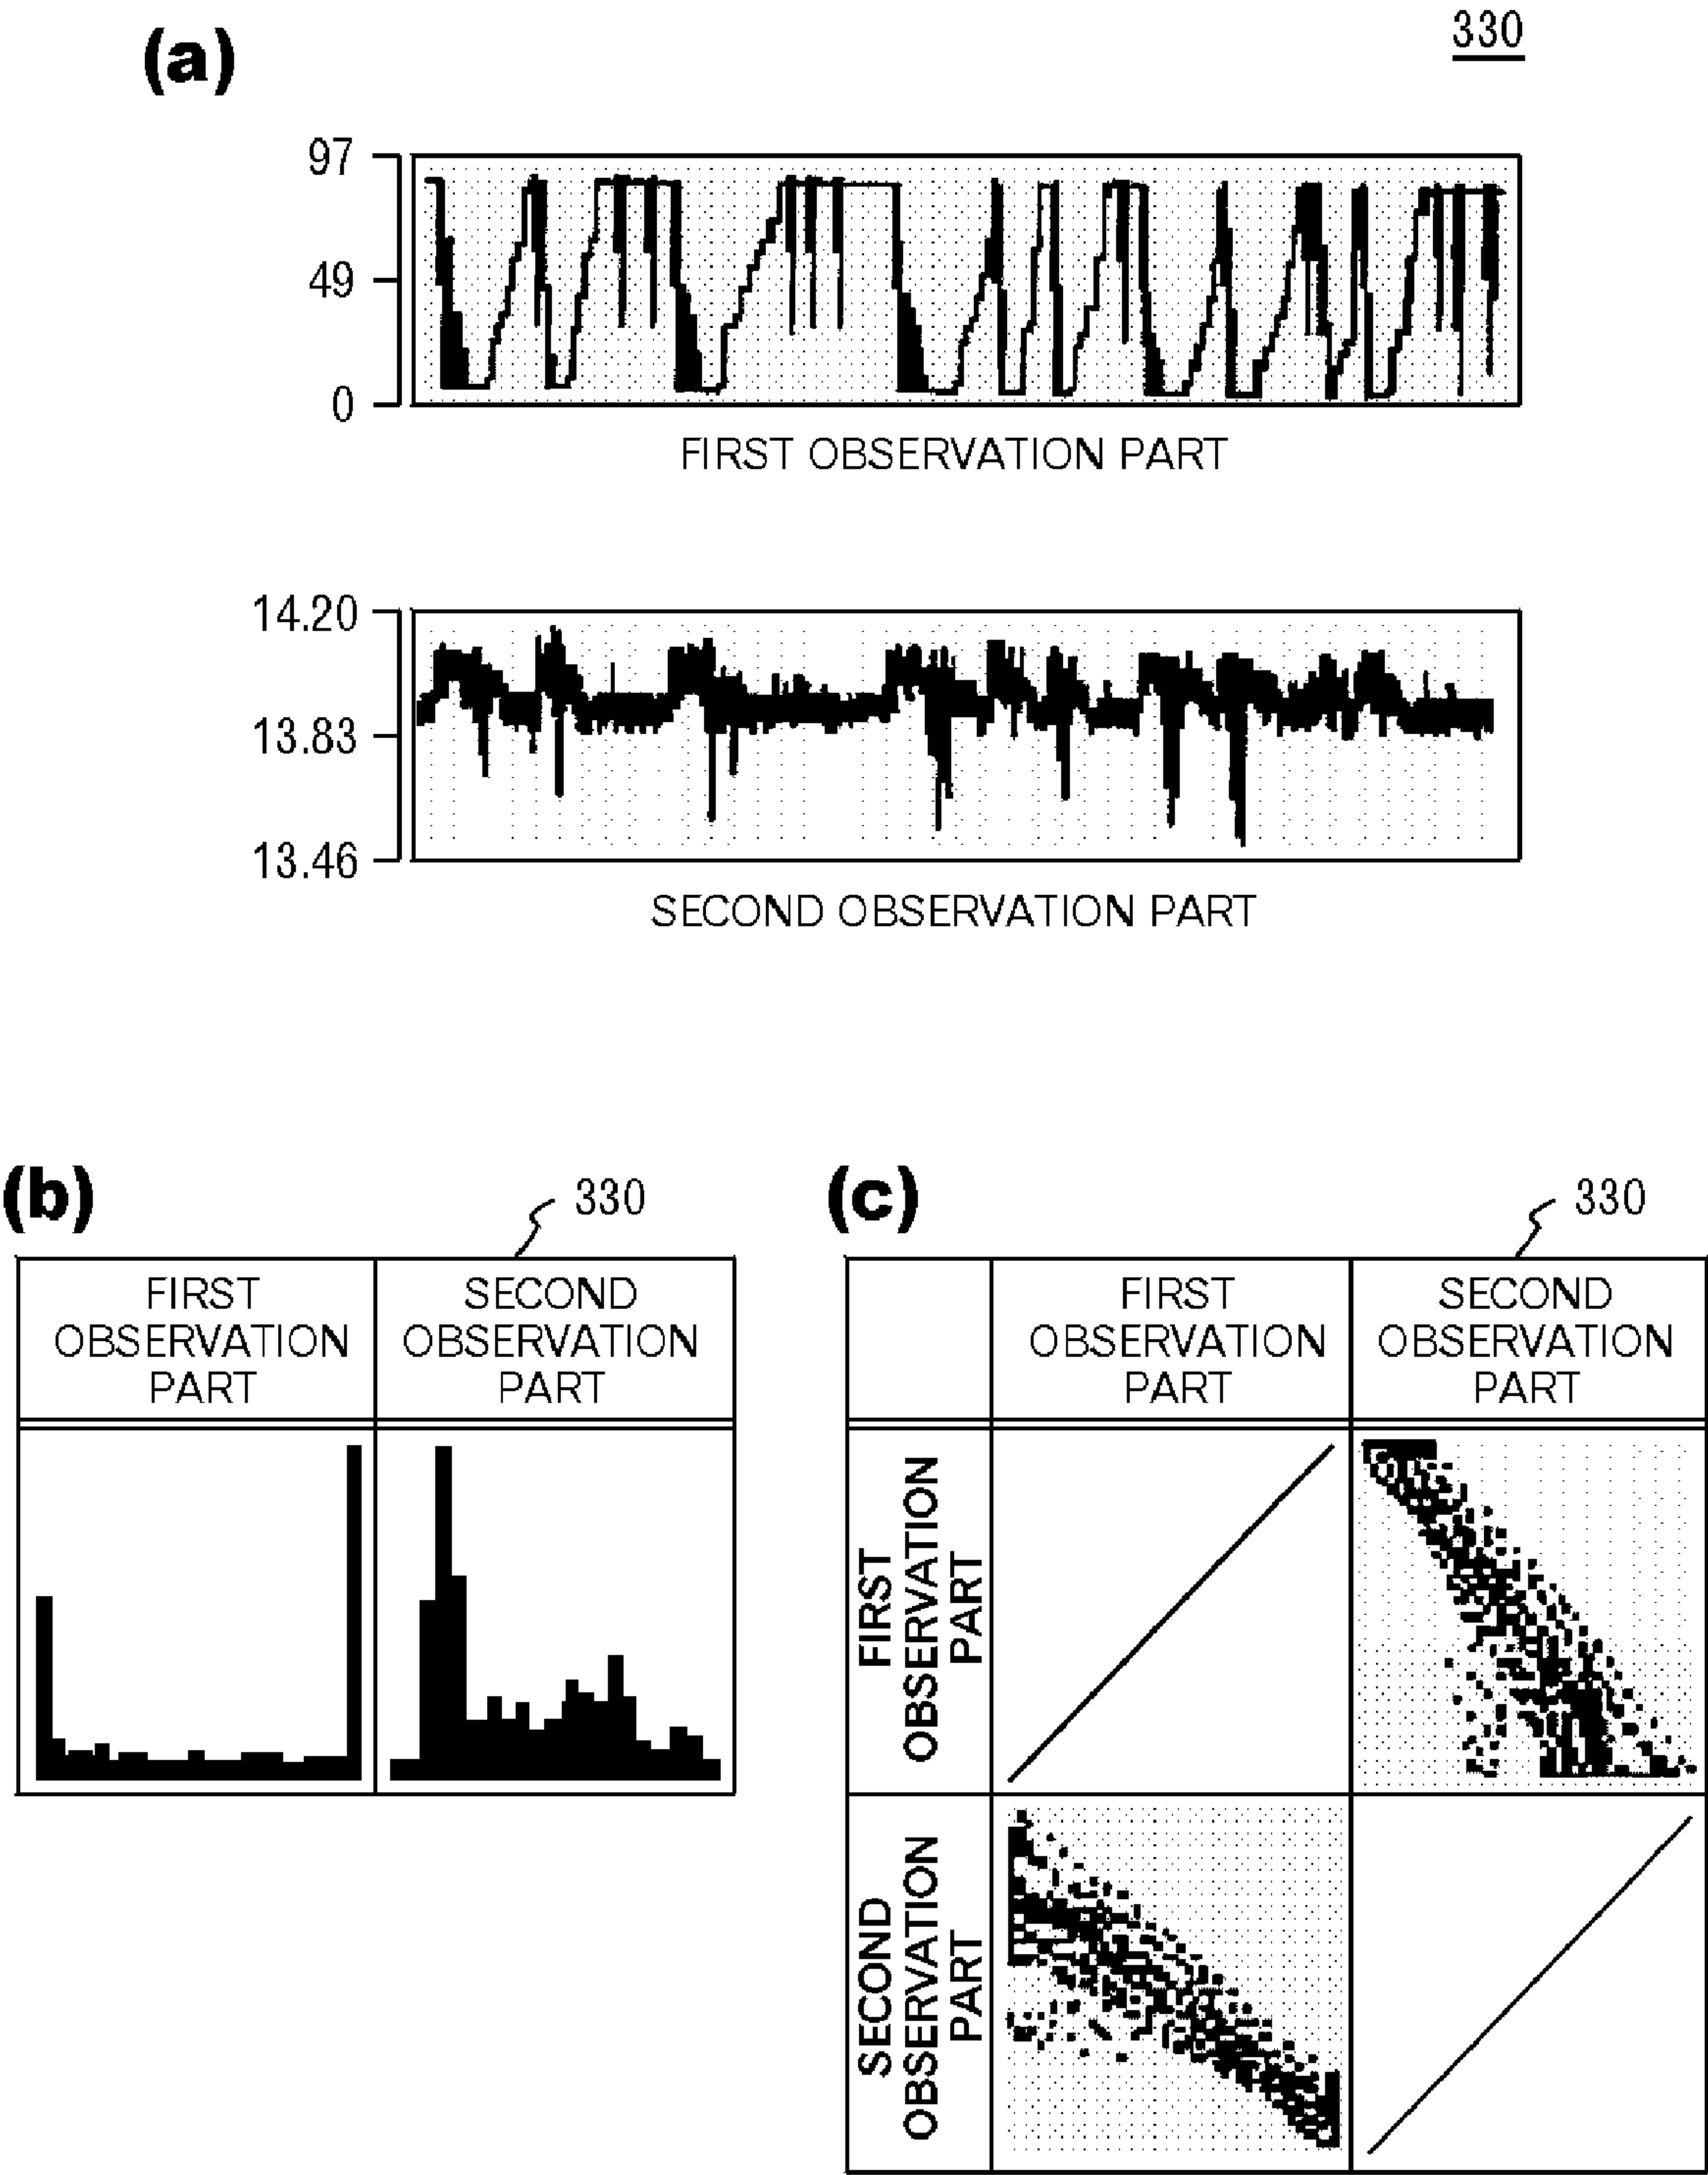 (a)
330
97
49
0
FIRST OBSERVATION PART
14.20
13.83
13.46
SECOND OBSERVATION PART
(b)
330
FIRST
OBSERVATION
PART
SECOND
OBSERVATION
PART
(c)
330
FIRST
OBSERVATION
PART
SECOND
OBSERVATION
PART
FIRST
OBSERVATION
PART
SECOND
OBSERVATION
PART